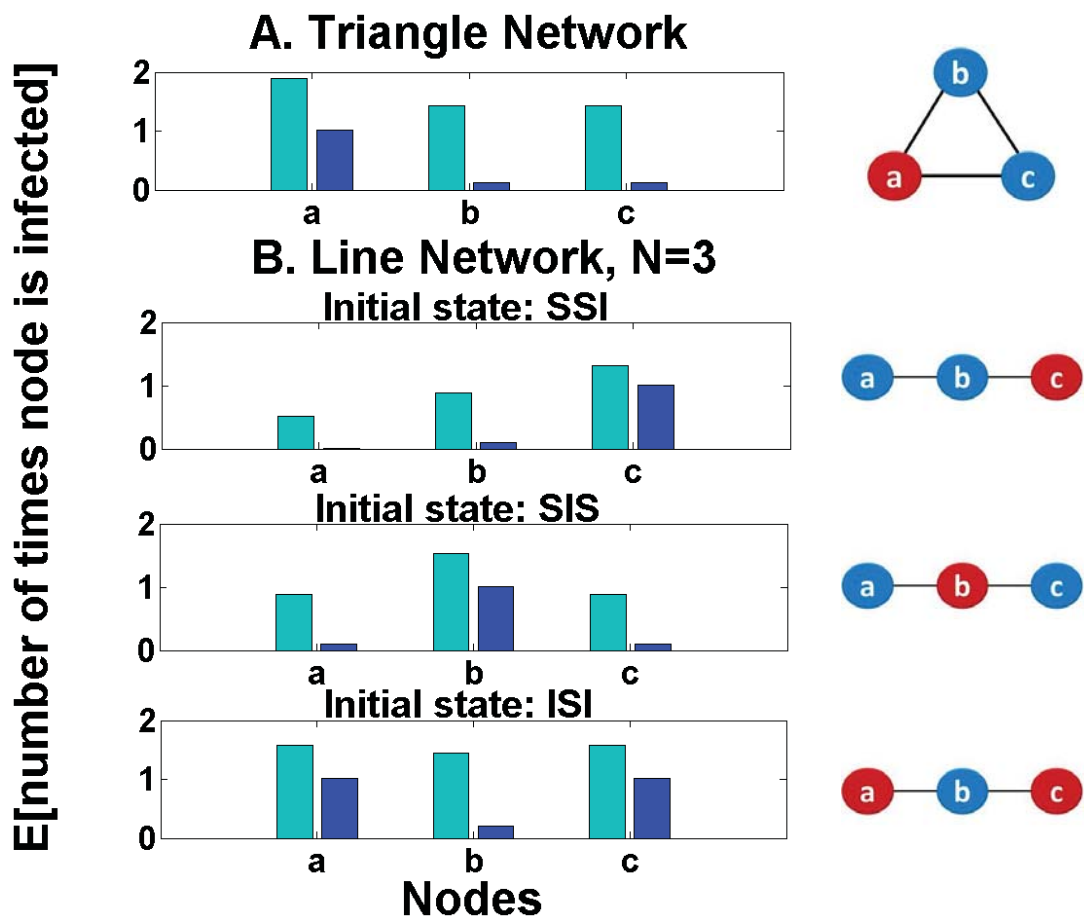 A. Triangle Network
E[number of times node is infected]
2
1
0
a b c
b
a c
B. Line Network, N=3
Initial state: SSI
2
1
0
a b c
a b c
Initial state: SIS
2
1
0
a b c
a b c
Initial state: ISI
2
1
0
a b c
a b c
Nodes